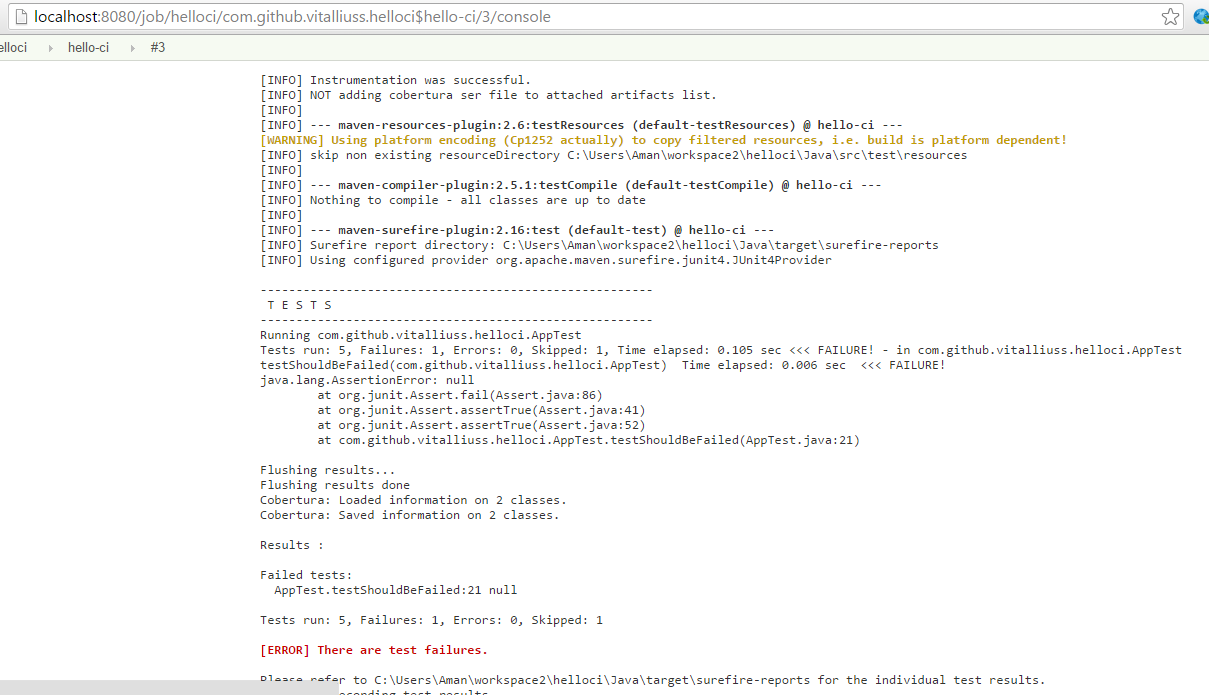 localhost:8080/job/helloci/com.github.vitalliuss.helloci$hello-ci/3/console
elloci hello-ci #3
[INFO] Instrumentation was successful.
[INFO] NOT adding cobertura ser file to attached artifacts list.
[INFO]
[INFO] --- maven-resources-plugin:2.6:testResources (default-testResources) @ hello-ci ---
[WARNING] Using platform encoding (Cp1252 actually) to copy filtered resources, i.e. build is platform dependent!
[INFO] skip non existing resourceDirectory C:\Users\Aman\workspace2\helloci\Java\src\test\resources
[INFO]
[INFO] --- maven-compiler-plugin:2.5.1:testCompile (default-testCompile) @ hello-ci ---
[INFO] Nothing to compile - all classes are up to date
[INFO]
[INFO] --- maven-surefire-plugin:2.16:test (default-test) @ hello-ci ---
[INFO] Surefire report directory: C:\Users\Aman\workspace2\helloci\Java\target\surefire-reports
[INFO] Using configured provider org.apache.maven.surefire.junit4.JUnit4Provider
-------------------------------------------------------
T E S T S
-------------------------------------------------------
Running com.github.vitalliuss.helloci.AppTest
Tests run: 5, Failures: 1, Errors: 0, Skipped: 1, Time elapsed: 0.105 sec <<< FAILURE! - in com.github.vitalliuss.helloci.AppTest
testShouldBeFailed(com.github.vitalliuss.helloci.AppTest)  Time elapsed: 0.006 sec  <<< FAILURE!
java.lang.AssertionError: null
at org.junit.Assert.fail(Assert.java:86)
at org.junit.Assert.assertTrue(Assert.java:41)
at org.junit.Assert.assertTrue(Assert.java:52)
at com.github.vitalliuss.helloci.AppTest.testShouldBeFailed(AppTest.java:21)
Flushing results...
Flushing results done
Cobertura: Loaded information on 2 classes.
Cobertura: Saved information on 2 classes.
Results :
Failed tests:
AppTest.testShouldBeFailed:21 null
Tests run: 5, Failures: 1, Errors: 0, Skipped: 1
[ERROR] There are test failures.
Please refer to C:\Users\Aman\workspace2\helloci\Java\target\surefire-reports for the individual test results.
test results